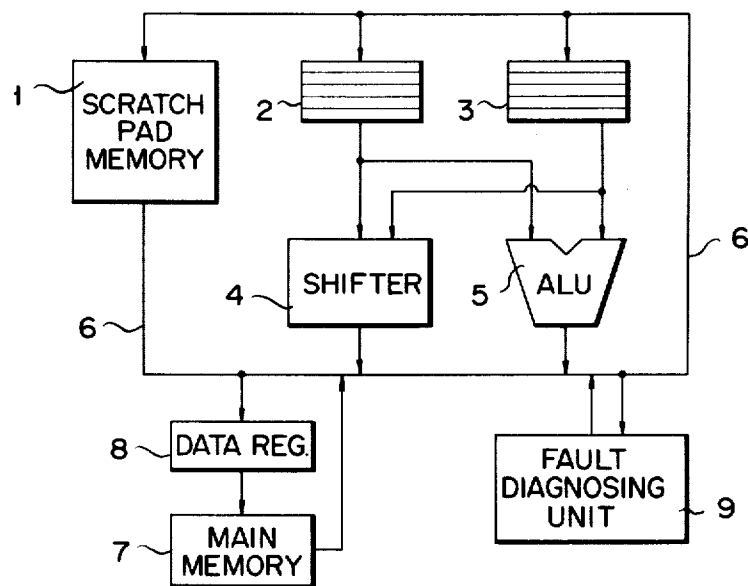 1
SCRATCH
PAD
MEMORY
2
3
4
SHIFTER
5
ALU
6
6
8
DATA REG.
7
MAIN
MEMORY
FAULT
DIAGNOSING
UNIT
9